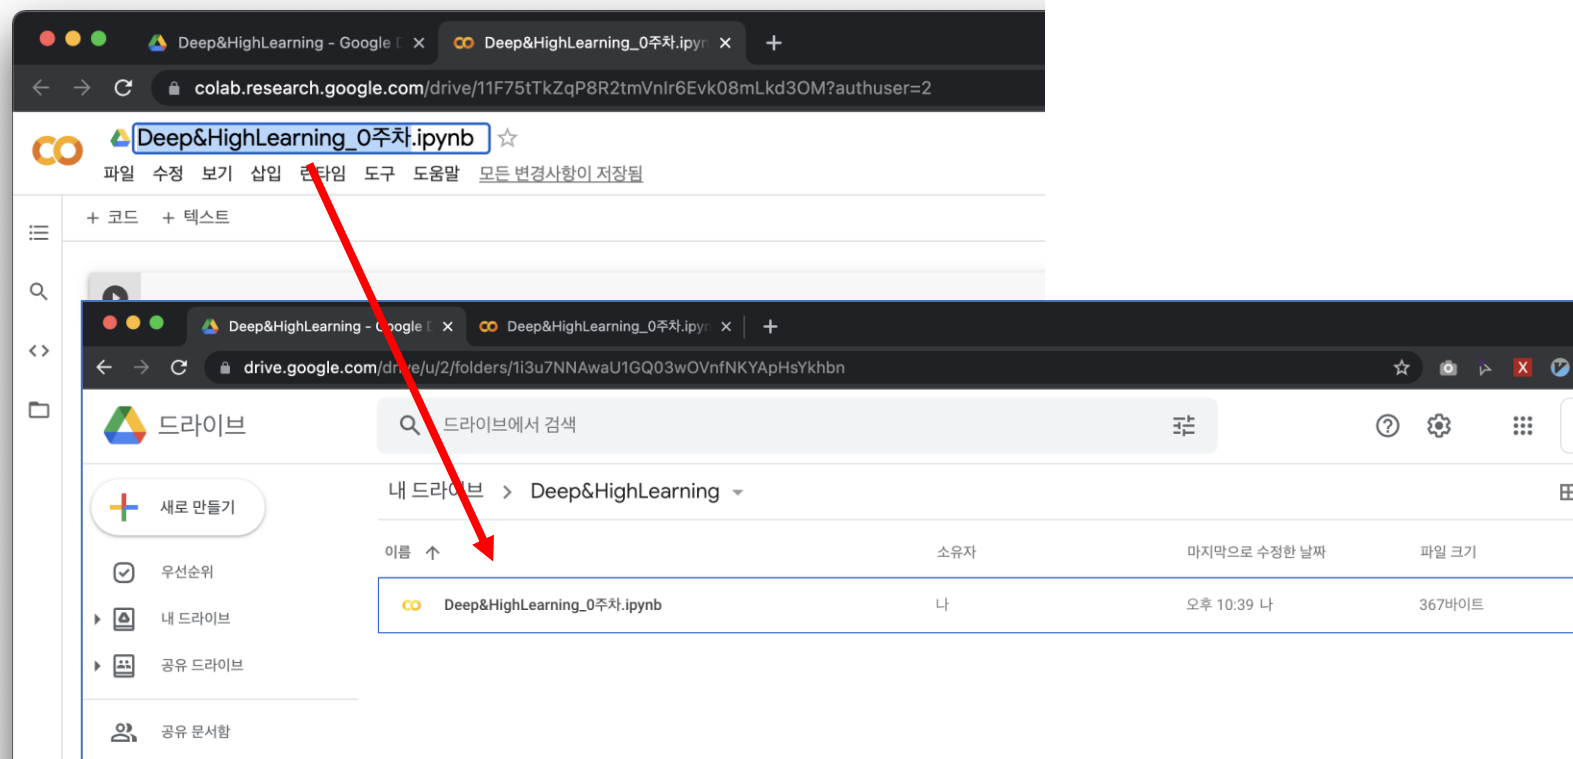 Deep&HighLearning - Google D
Deep&HighLearning_0주차.ipyn
colab.research.google.com/drive/11F75tTkZqP8R2tmVnIr6Evk08mLkd3OM?authuser=2
Deep&HighLearning_0주차.ipynb
파일 수정 보기 삽입 런타임 도구 도움말 모든 변경사항이 저장됨
+ 코드 + 텍스트
Deep&HighLearning - Google D
Deep&HighLearning_0주차.ipyn
drive.google.com/drive/u/2/folders/1i3u7NNAwaU1GQ03wOVnfNKYApHsYkhbn
드라이브
드라이브에서 검색
내 드라이브 > Deep&HighLearning
새로 만들기
이름 소유자 마지막으로 수정한 날짜 파일 크기
Deep&HighLearning_0주차.ipynb 나 오후 10:39 나 367바이트
우선순위
내 드라이브
공유 드라이브
공유 문서함